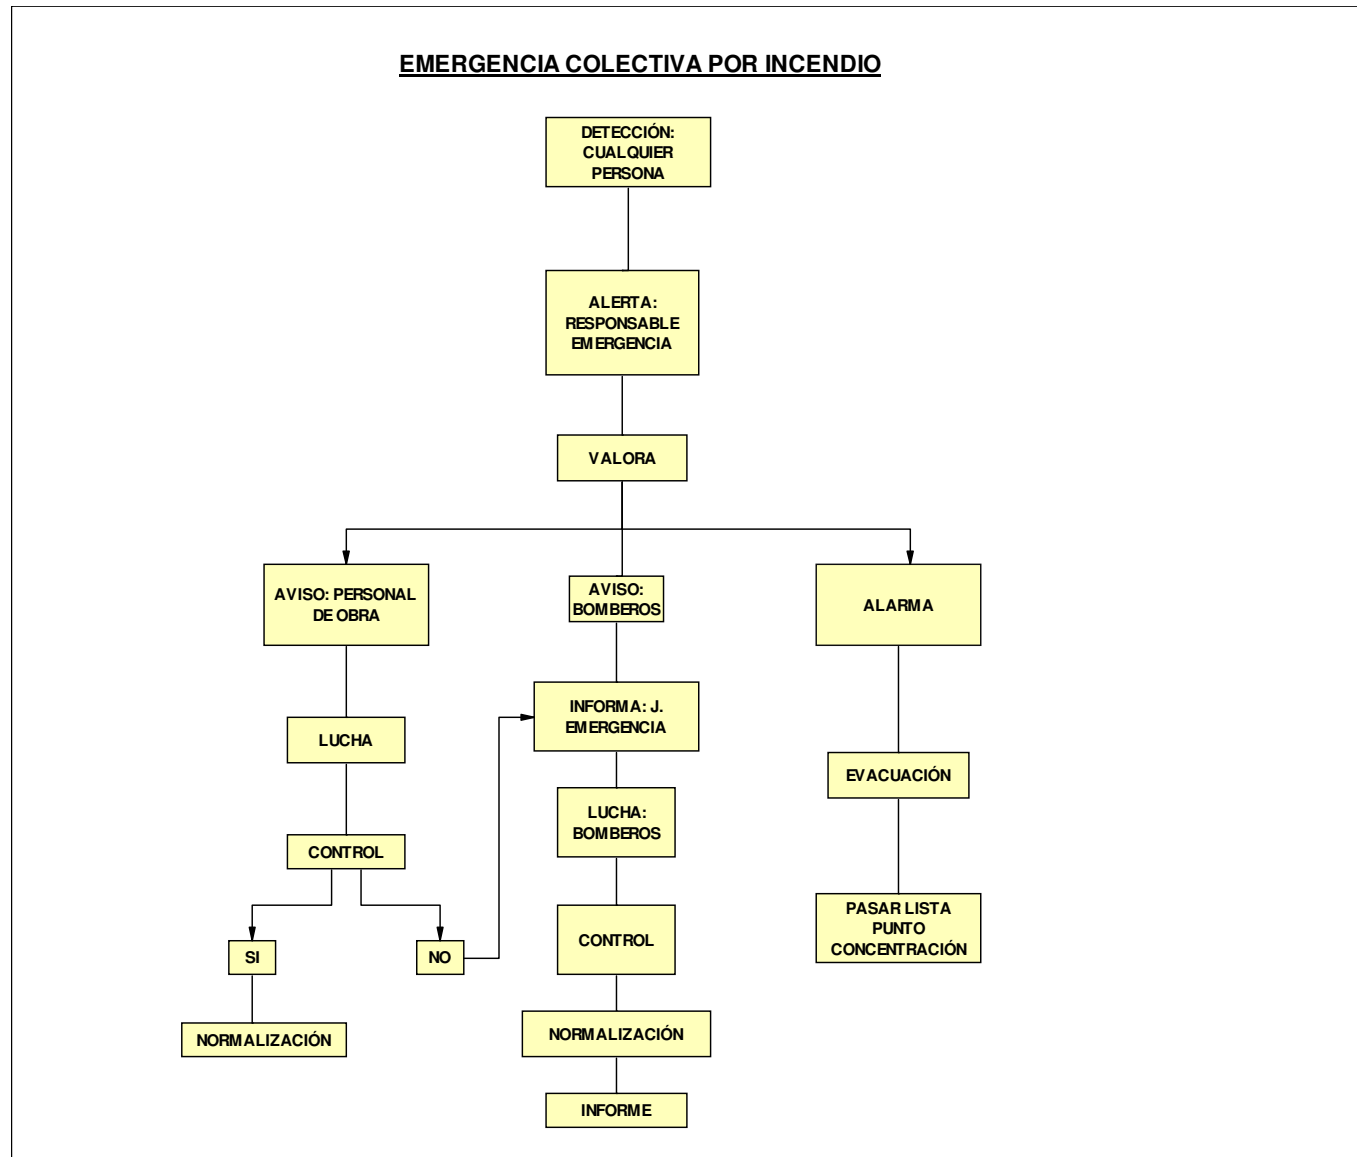 EMERGENCIA COLECTIVA POR INCENDIO
DETECCIÓN:
CUALQUIER
PERSONA
ALERTA:
RESPONSABLE
EMERGENCIA
VALORA
AVISO: PERSONAL
DE OBRA
AVISO:
BOMBEROS
ALARMA
INFORMA: J.
EMERGENCIA
LUCHA
EVACUACIÓN
LUCHA:
BOMBEROS
CONTROL
PASAR LISTA
PUNTO
CONCENTRACIÓN
CONTROL
SI
NO
NORMALIZACIÓN
NORMALIZACIÓN
INFORME